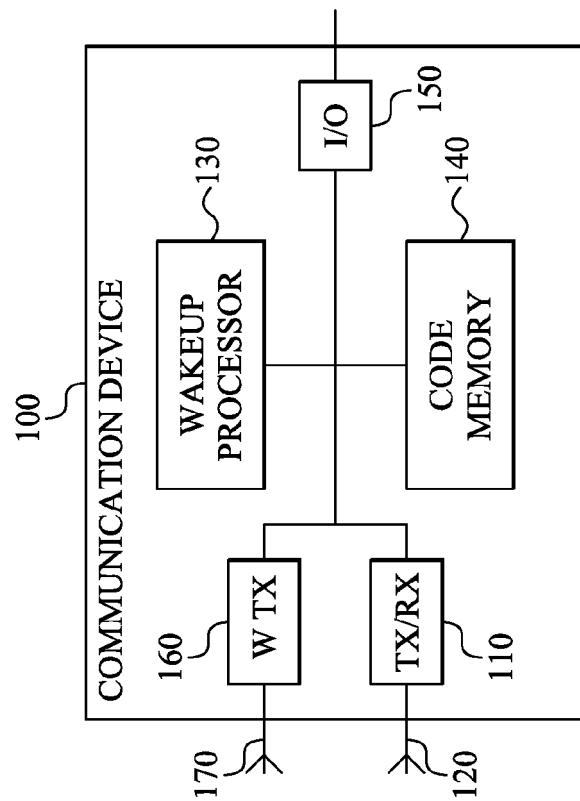 100
COMMUNICATION DEVICE
170
160
W TX
WAKEUP
PROCESSOR
130
I/O
150
120
TX/RX
110
CODE
MEMORY
140